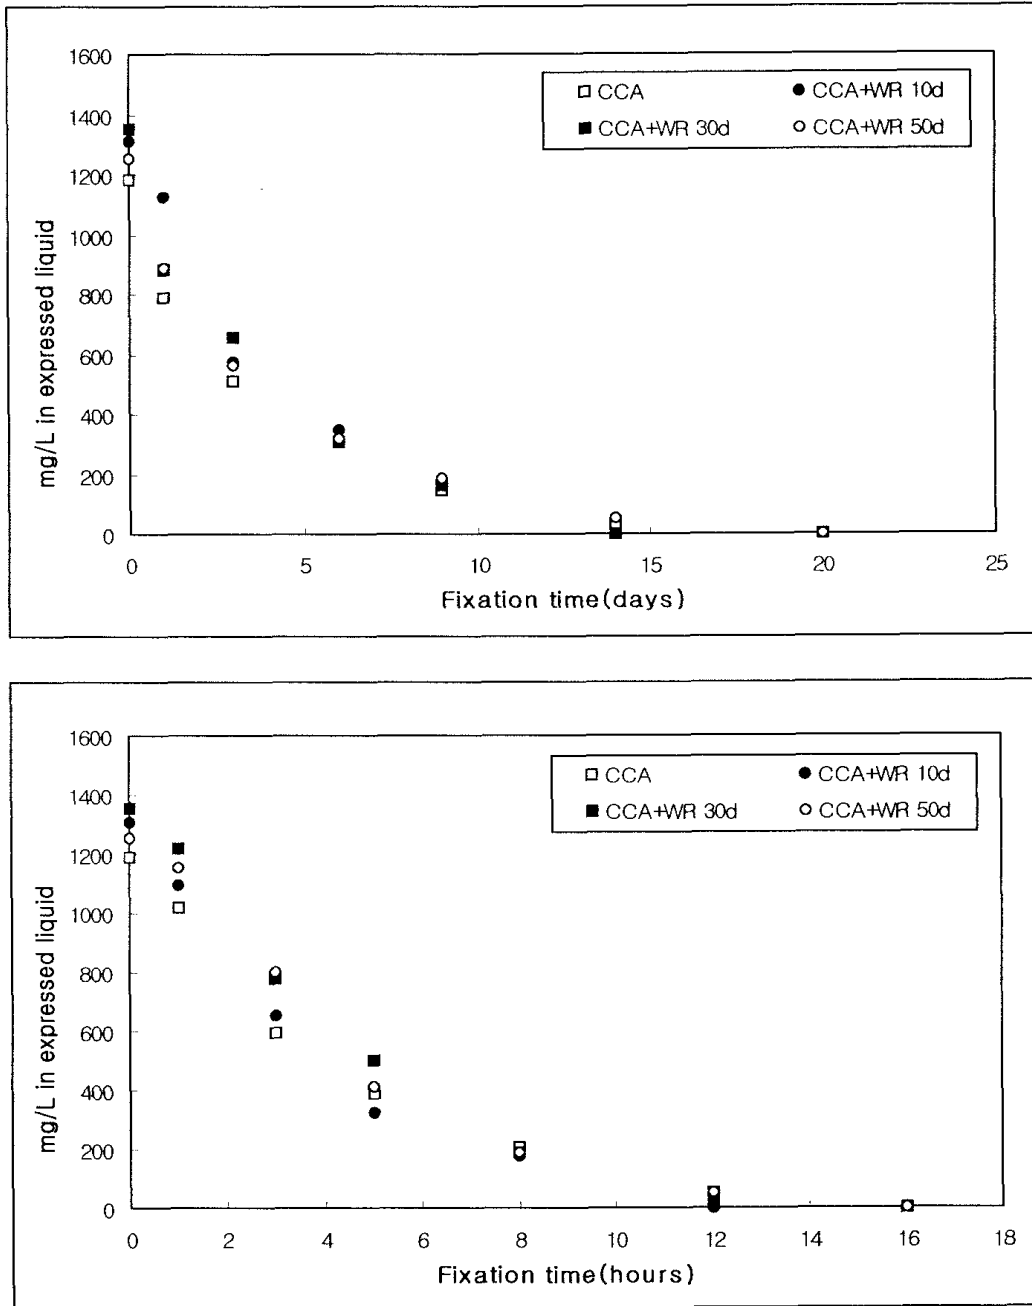 1600
1400
1200
1000
800
600
400
200
0
mg/L in expressed liquid
CCA
CCA+WR 10d
CCA+WR 30d
CCA+WR 50d
0 5 10 15 20 25
Fixation time(days)
1600
1400
1200
1000
800
600
400
200
0
mg/L in expressed liquid
CCA
CCA+WR 10d
CCA+WR 30d
CCA+WR 50d
0 2 4 6 8 10 12 14 16 18
Fixation time(hours)